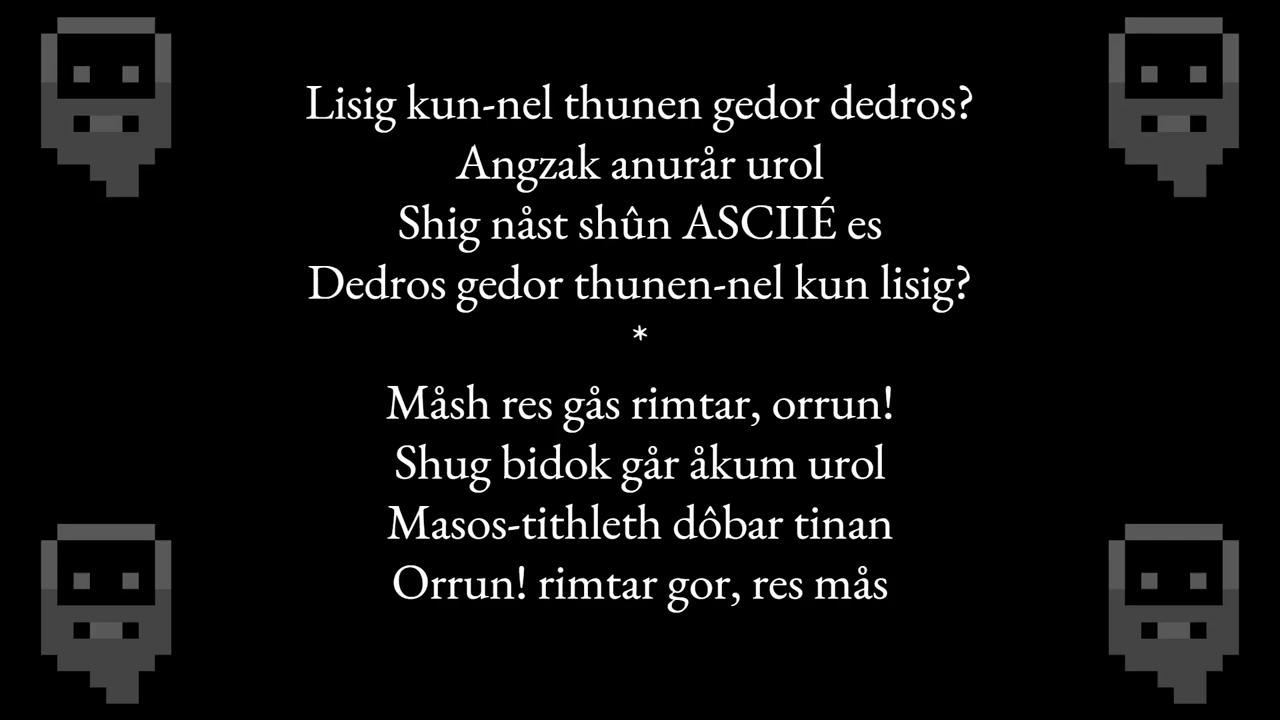 Lisig kun-nel thunen gedor dedros?
Angzak anurår urol
Shig nåst shûn ASCIIÉ es
Dedros gedor thunen-nel kun lisig?
*
Måsh res gås rimtar, orrun!
Shug bidok går åkum urol
Masos-tithleth dôbar tinan
Orrun! rimtar gor, res mås